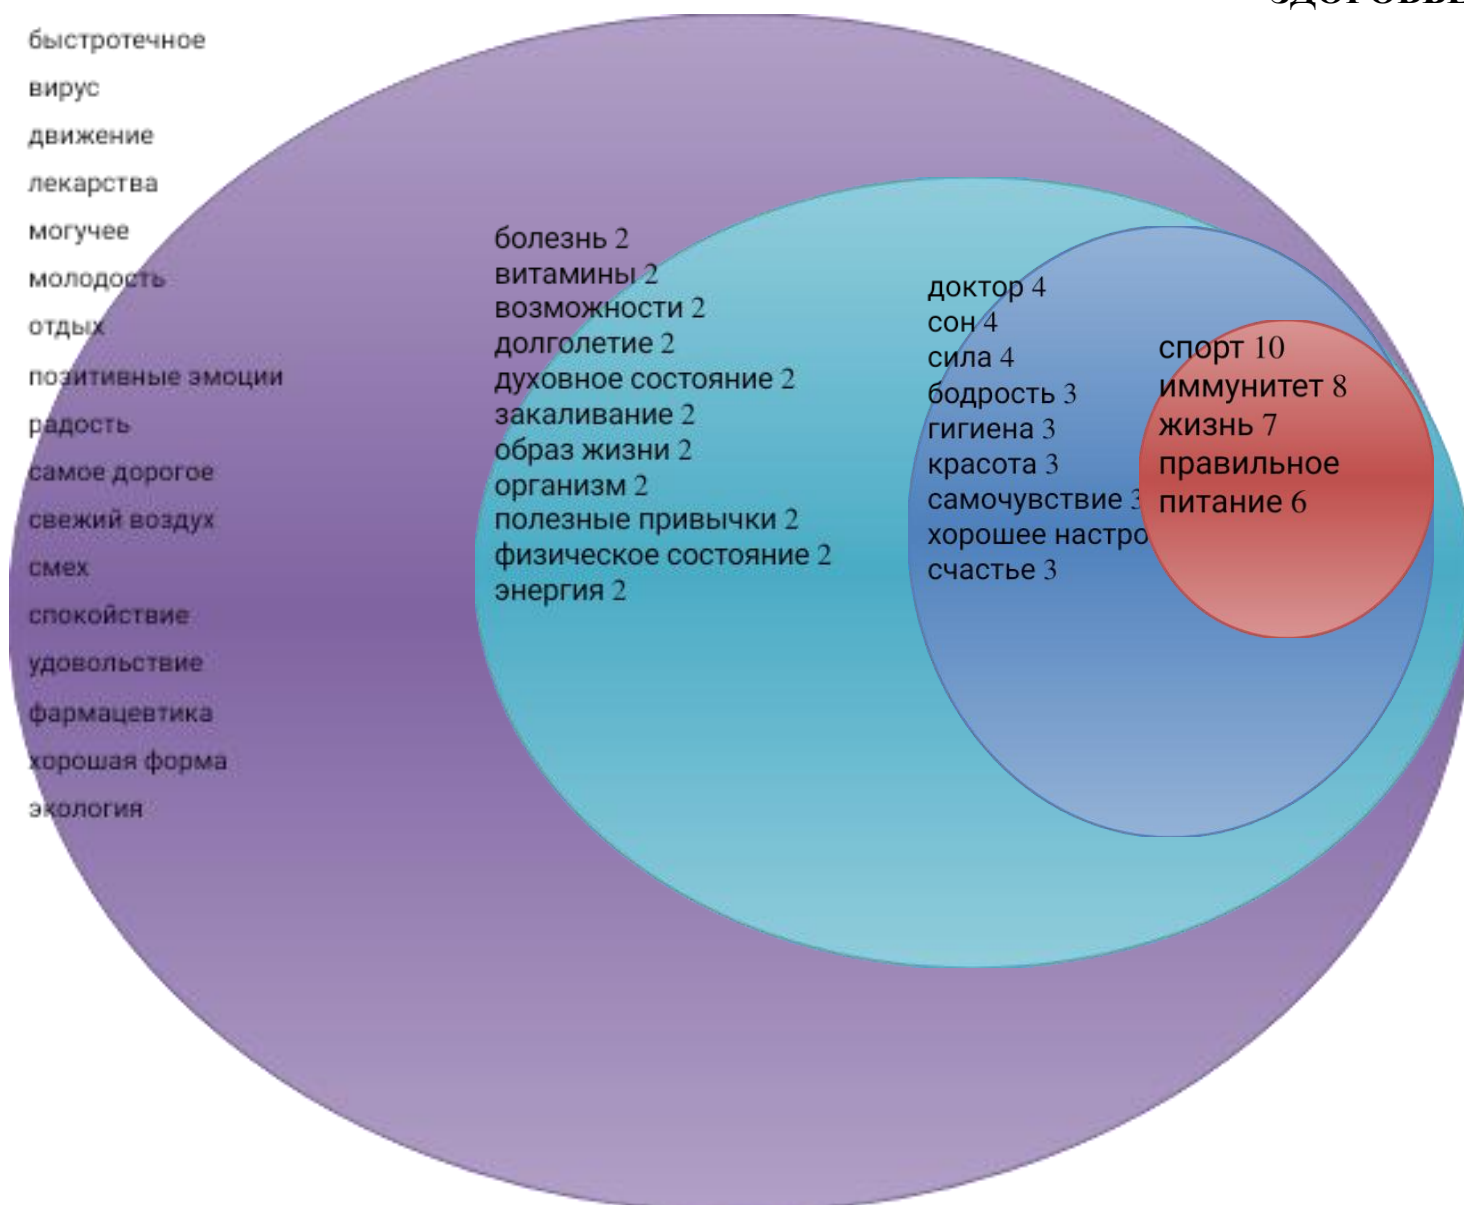 быстротечное
вирус
движение
лекарства
могучее
молодость
отдых
позитивные эмоции
радость
самое дорогое
свежий воздух
смех
спокойствие
удовольствие
фармацевтика
хорошая форма
экология
болезнь 2
витамины 2
возможности 2
долголетие 2
духовное состояние 2
закаливание 2
образ жизни 2
организм 2
полезные привычки 2
физическое состояние 2
энергия 2
доктор 4
сон 4
сила 4
бодрость 3
гигиена 3
красота 3
самочувствие 3
хорошее настро
счастье 3
спорт 10
иммунитет 8
жизнь 7
правильное
питание 6